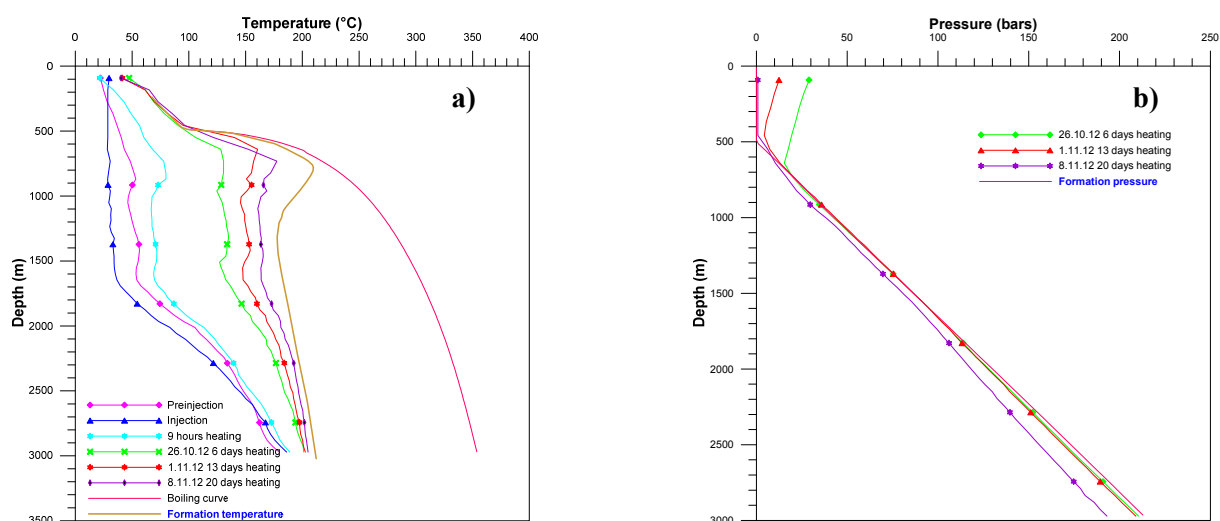 Temperature (°C)
0 50 100 150 200 250 300 350 400
0
500
1000
1500
2000
2500
3000
3500
Depth (m)
a)
Preinjection
Injection
9 hours heating
26.10.12 6 days heating
1.11.12 13 days heating
8.11.12 20 days heating
Boiling curve
Formation temperature
Pressure (bars)
0 50 100 150 200 250
0
500
1000
1500
2000
2500
3000
Depth (m)
b)
26.10.12 6 days heating
1.11.12 13 days heating
8.11.12 20 days heating
Formation pressure